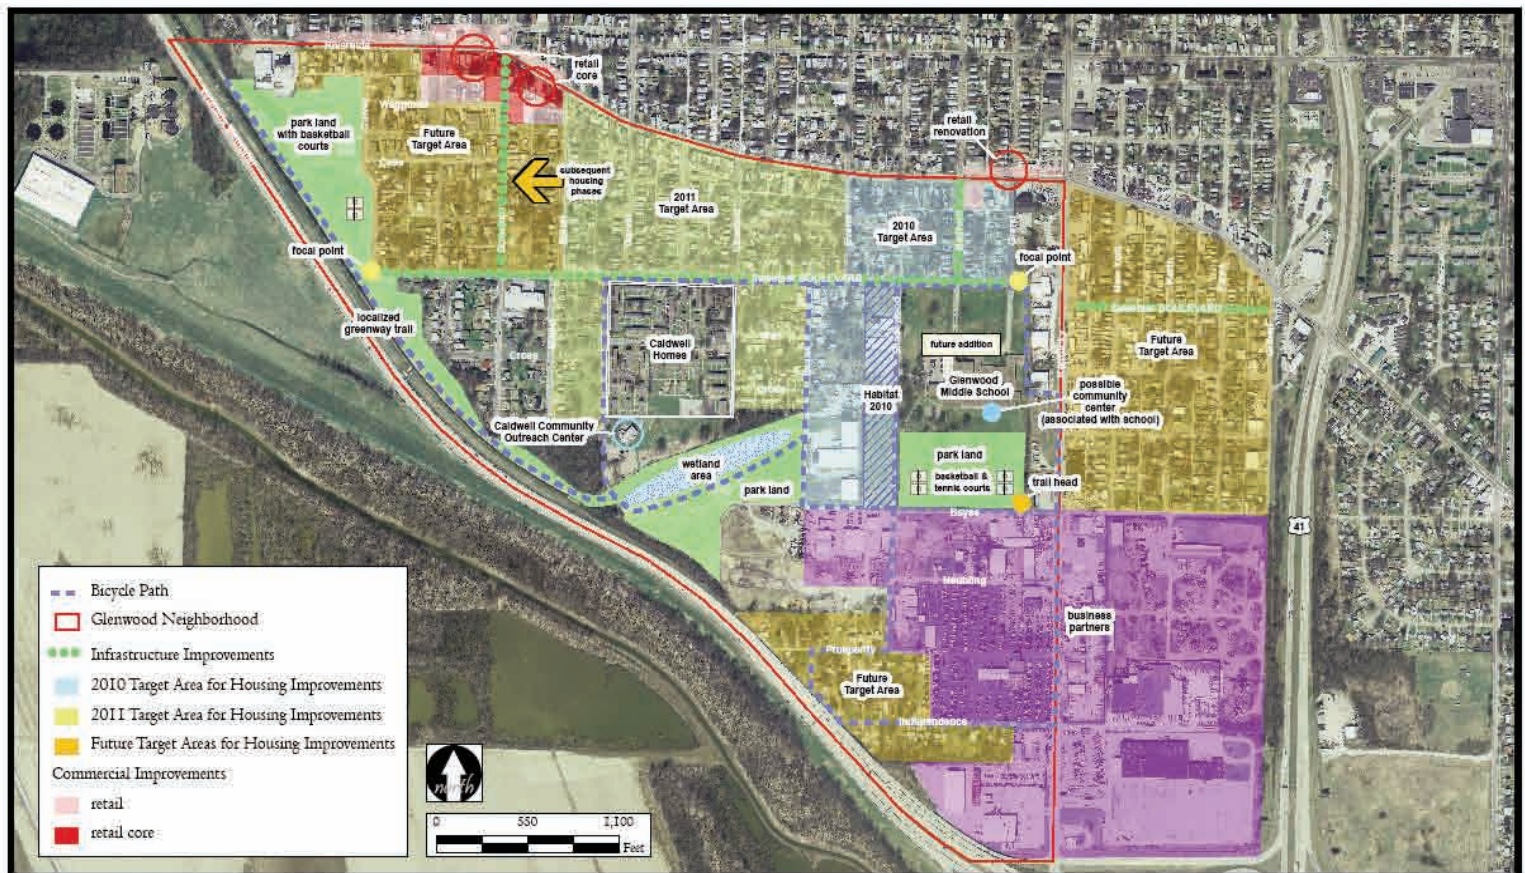 Riverside
retail
core
park land
with basketball
courts
Future
Target Area
subsequent
housing
phases
2011
Target Area
retail
renovation
2010
Target Area
focal point
focal point
localized
greenway trail
Cross
Caldwell
Homes
future addition
Glenwood
Middle School
Habitat
2010
possible
community
center
(associated with school)
Future
Target Area
Caldwell Community
Outreach Center
wetland
area
park land
park land
basketball &
tennis courts
trail head
41
business
partners
Prosperity
Future
Target Area
Independence
Bicycle Path
Glenwood Neighborhood
Infrastructure Improvements
2010 Target Area for Housing Improvements
2011 Target Area for Housing Improvements
Future Target Areas for Housing Improvements
Commercial Improvements
retail
retail core
north
0 550 1,100
Feet